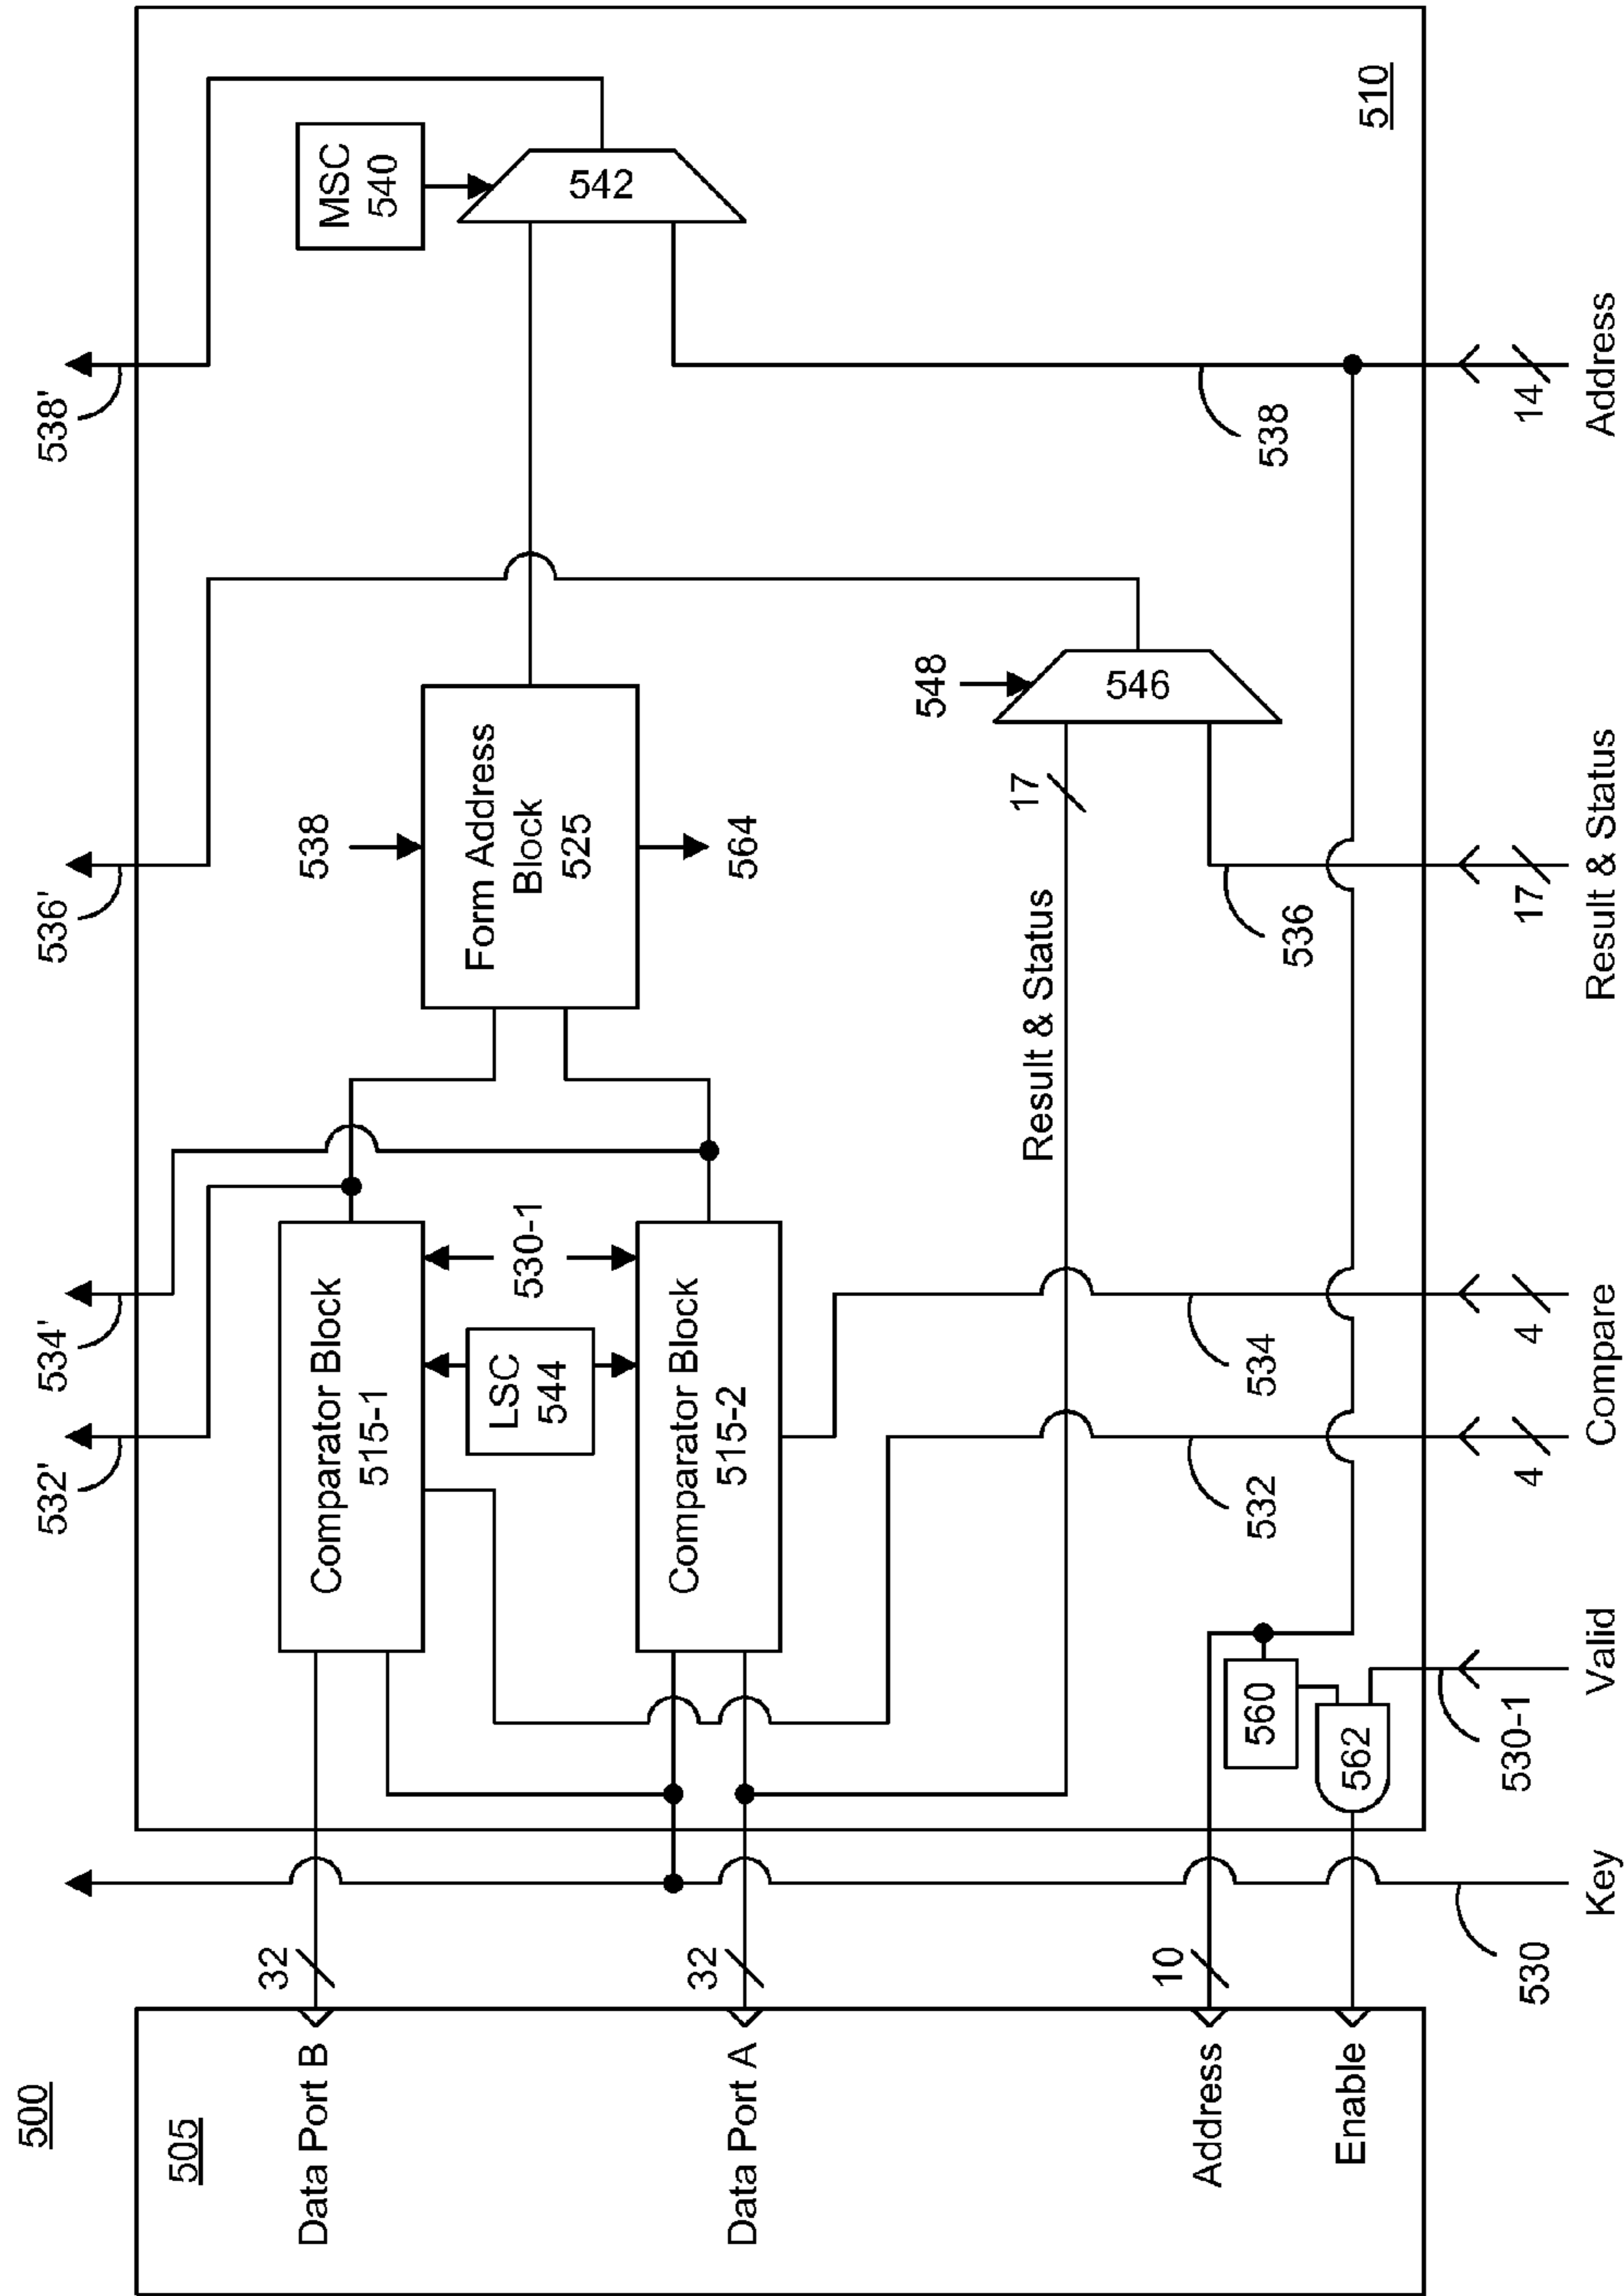 500
505
Data Port B
Data Port A
Address
Enable
32
32
10
Key
530
532'
534'
536'
538'
Comparator Block
515-1
LSC
544
530-1
Comparator Block
515-2
538
Form Address
Block
525
564
MSC
540
542
548
546
17
Result & Status
560
562
530-1
532
534
536
538
510
Valid
4
4
Compare
17
Result & Status
14
Address